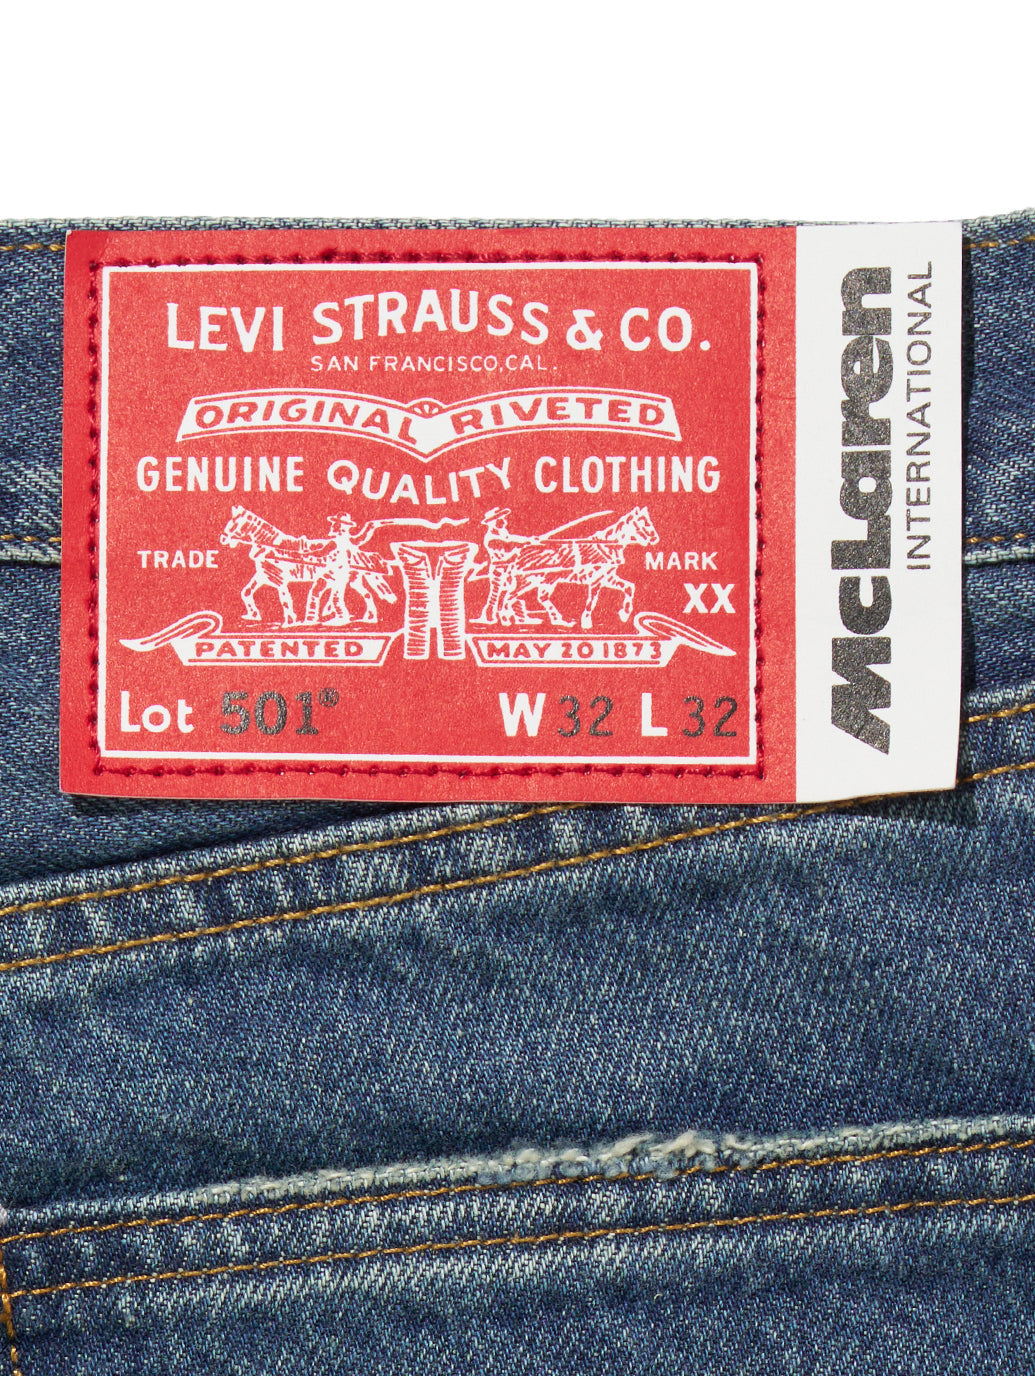 LEVI STRAUSS & CO.
SAN FRANCISCO, CAL.
ORIGINAL RIVETED
GENUINE QUALITY CLOTHING
TRADE MARK
XX
PATENTED MAY 20 1873
Lot 501® W 32 L 32
McLaren
INTERNATIONAL